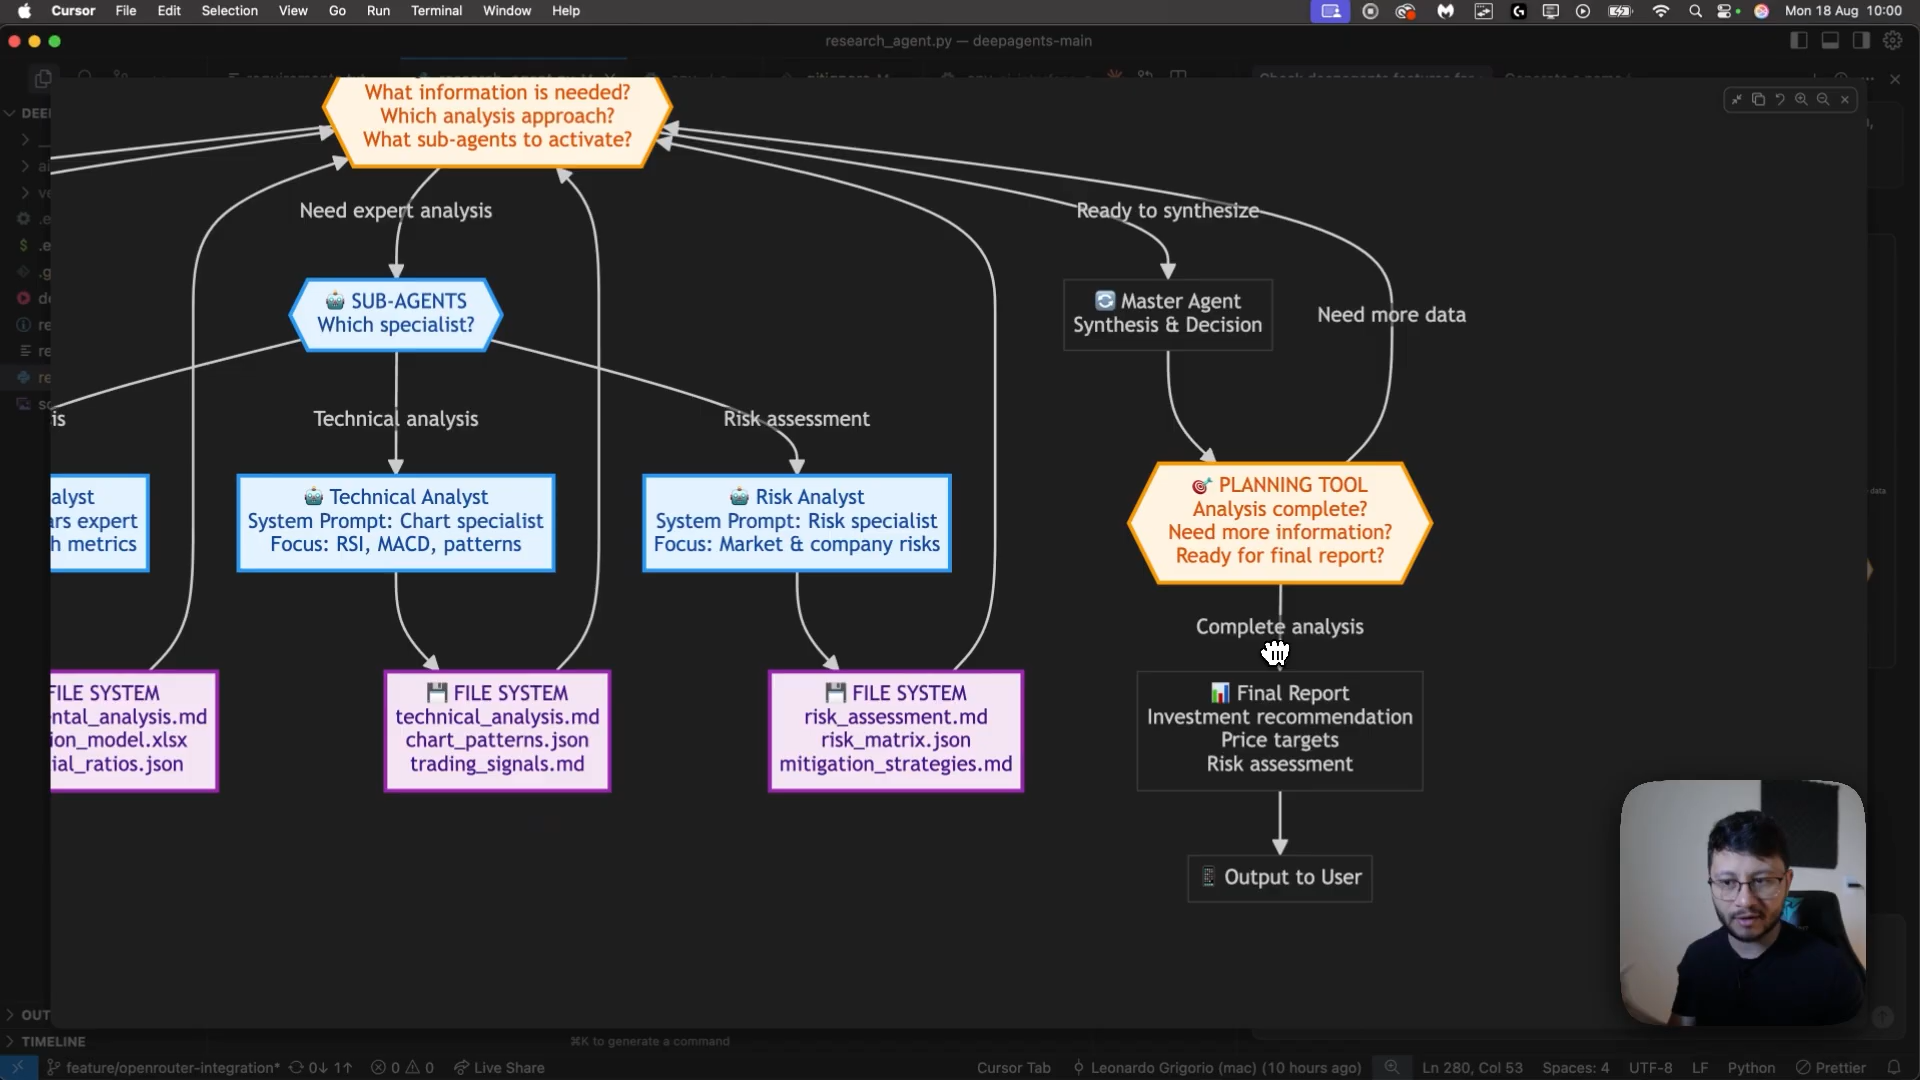 Cursor File Edit Selection View Go Run Terminal Window Help
Mon 18 Aug 10:00
research_agent.py — deepagents-main
What information is needed?
Which analysis approach?
What sub-agents to activate?
Need expert analysis
Ready to synthesize
🤖 SUB-AGENTS
Which specialist?
Master Agent
Synthesis & Decision
Need more data
is
Technical analysis
Risk assessment
alyst
ars expert
h metrics
🤖 Technical Analyst
System Prompt: Chart specialist
Focus: RSI, MACD, patterns
🤖 Risk Analyst
System Prompt: Risk specialist
Focus: Market & company risks
🎯 PLANNING TOOL
Analysis complete?
Need more information?
Ready for final report?
Complete analysis
FILE SYSTEM
ntal_analysis.md
ion_model.xlsx
ial_ratios.json
💾 FILE SYSTEM
technical_analysis.md
chart_patterns.json
trading_signals.md
💾 FILE SYSTEM
risk_assessment.md
risk_matrix.json
mitigation_strategies.md
📊 Final Report
Investment recommendation
Price targets
Risk assessment
📱 Output to User
DEE
OUT
TIMELINE
⌘K to generate a command
feature/openrouter-integration* 0↓ 1↑ 0 0 Live Share
Cursor Tab Leonardo Grigorio (mac) (10 hours ago) Ln 280, Col 53 Spaces: 4 UTF-8 LF Python Prettier